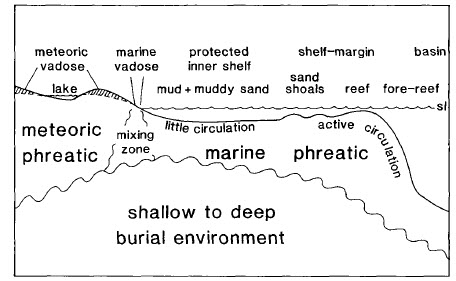 meteoric vadose
marine vadose
protected inner shelf
shelf-margin
basin
lake
mud + muddy sand
sand shoals
reef
fore-reef
sl
meteoric phreatic
mixing zone
little circulation
active circulation
marine phreatic
shallow to deep
burial environment